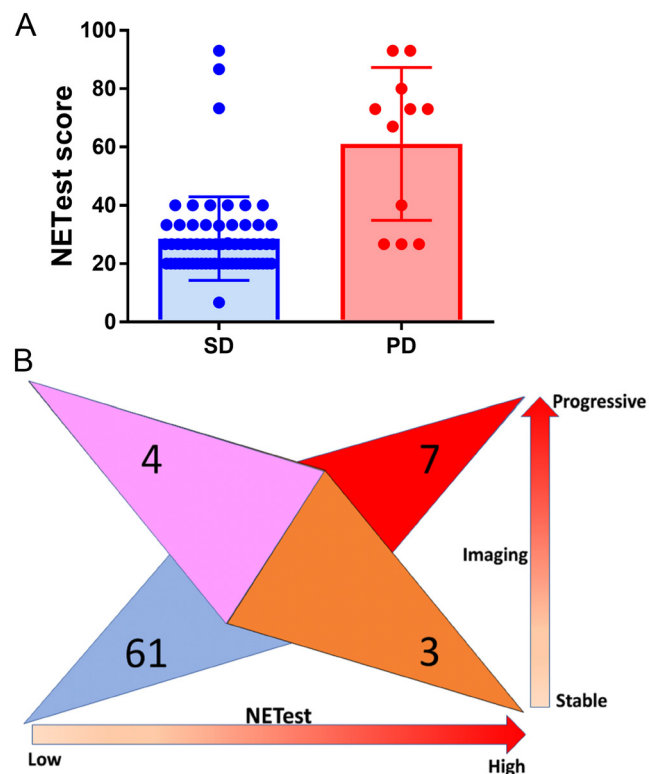 A
NETest score
100
80
60
40
20
0
SD
PD
B
4
7
61
3
Progressive
Imaging
Stable
NETest
Low
High